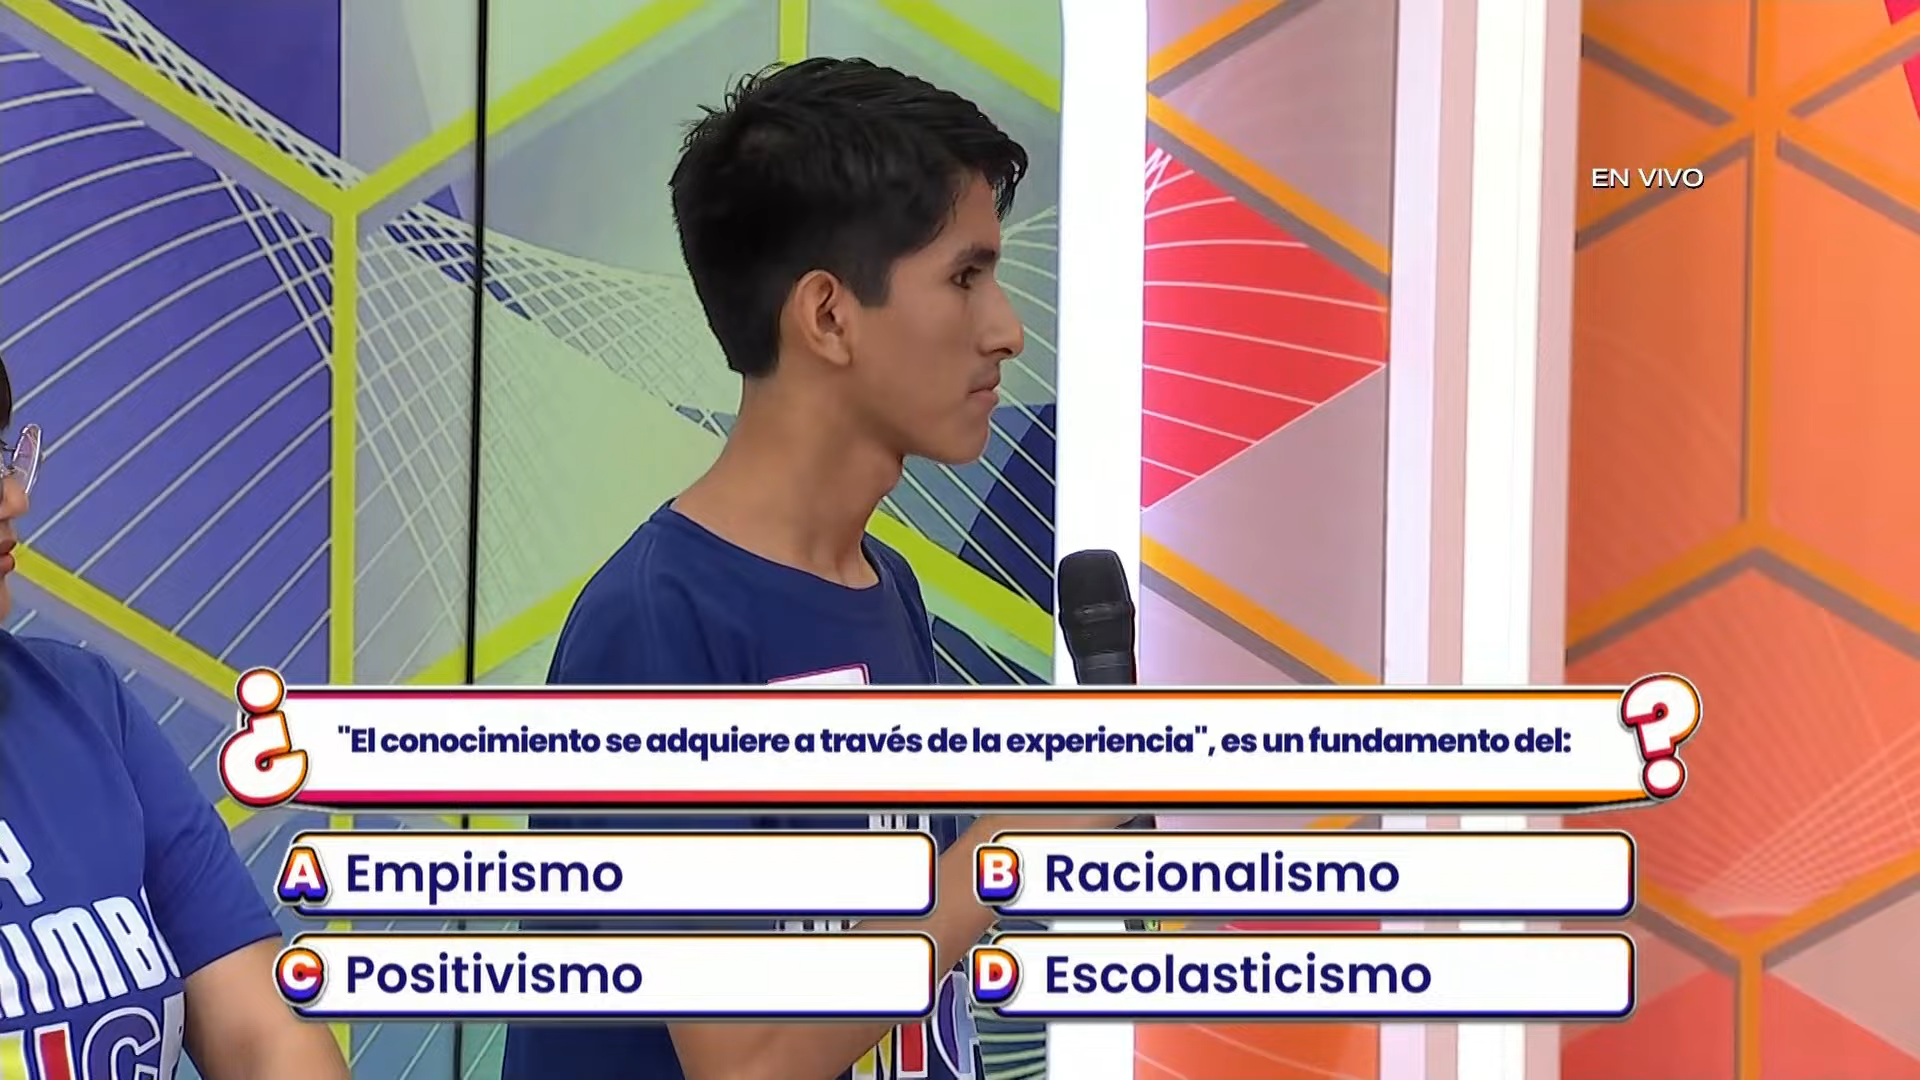 EN VIVO
¿"El conocimiento se adquiere a través de la experiencia", es un fundamento del:?
A Empirismo
B Racionalismo
C Positivismo
D Escolasticismo